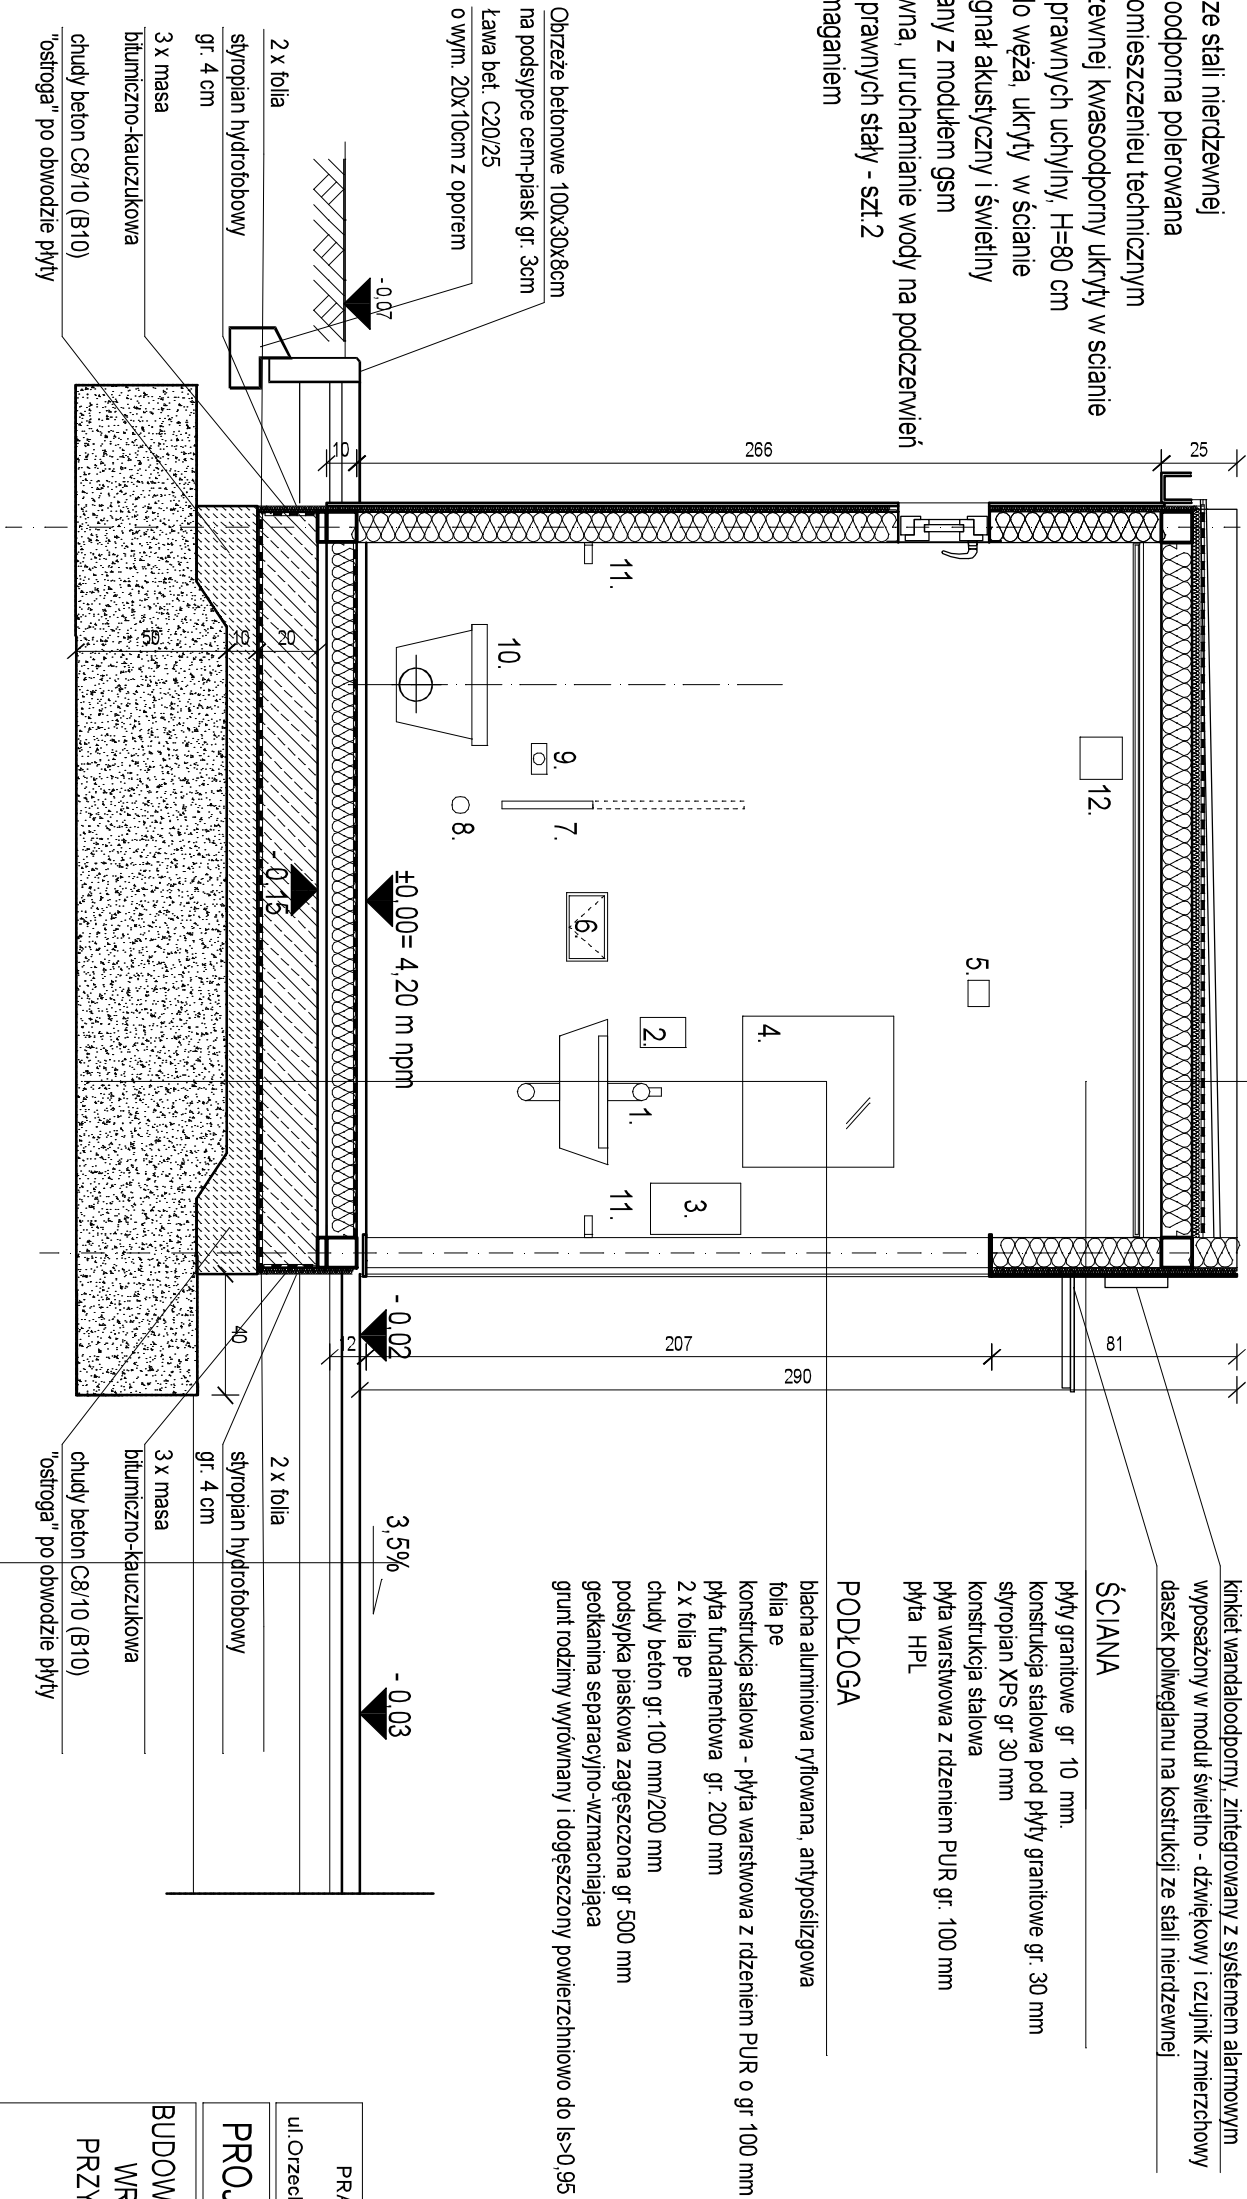 ze stali nierdzewnej
oodporna polerowana
omieszczenieu technicznym
zewnej kwasoodporny ukryty w scianie
prawnych uchylny, H=80 cm
do węża, ukryty w ścianie
gnał akustyczny i świetlny
any z modułem gsm
wna, uruchamianie wody na podczerwień
prawnych stały - szt.2
maganiem
Obrzeże betonowe 100x30x8cm
na podsypce cem-piask gr. 3cm
Ława bet. C20/25
o wym. 20x10cm z oporem
2 x folia
styropian hydrofobowy
gr. 4 cm
3 x masa
bitumiczno-kauczukowa
chudy beton C8/10 (B10)
"ostroga" po obwodzie płyty
- 0,07
25
266
10
12.
5.
4.
2.
1.
3.
11.
11.
10.
9.
8.
7.
6.
±0,00= 4,20 m npm
- 0,15
50
10
20
40
81
207
12
290
- 0,02
3,5%
- 0,03
kinkiet wandaloodporny, zintegrowany z systemem alarmowym
wyposażony w moduł świetlno - dźwiękowy i czujnik zmierzchowy
daszek poliwęglanu na kostrukcji ze stali nierdzewnej
ŚCIANA
płyty granitowe gr 10 mm.
konstrukcja stalowa pod płyty granitowe gr. 30 mm
styropian XPS gr 30 mm
konstrukcja stalowa
płyta warstwowa z rdzeniem PUR gr. 100 mm
płyta HPL
PODŁOGA
blacha aluminiowa ryflowana, antypoślizgowa
folia pe
konstrukcja stalowa - płyta warstwowa z rdzeniem PUR o gr 100 mm
płyta fundamentowa gr. 200 mm
2 x folia pe
chudy beton gr.100 mm/200 mm
podsypka piaskowa zagęszczona gr 500 mm
geotkanina separacyjno-wzmacniająca
grunt rodzimy wyrównany i dogęszczony powierzchniowo do Is>0,95
2 x folia
styropian hydrofobowy
gr. 4 cm
3 x masa
bitumiczno-kauczukowa
chudy beton C8/10 (B10)
"ostroga" po obwodzie płyty
PRA
ul.Orzech
PROJ
BUDOW
WR
PRZY